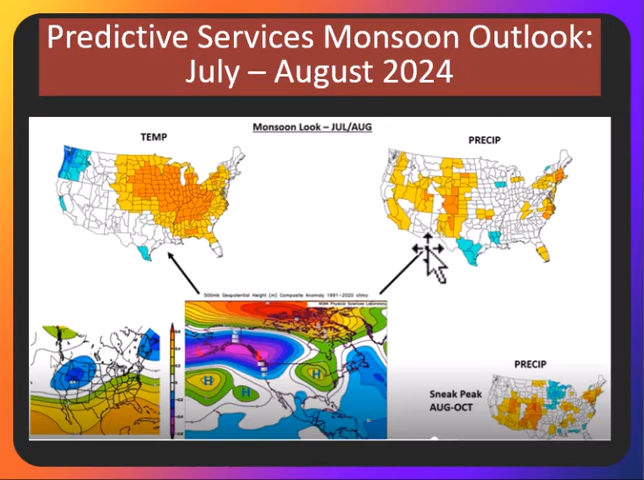 Predictive Services Monsoon Outlook:
July – August 2024
Monsoon Look – JUL/AUG
TEMP
PRECIP
500mb Geopotential Height (m) Composite Anomaly 1991-2020 climo
NOAA Physical Sciences Laboratory
H
H
H
PRECIP
Sneak Peak
AUG-OCT